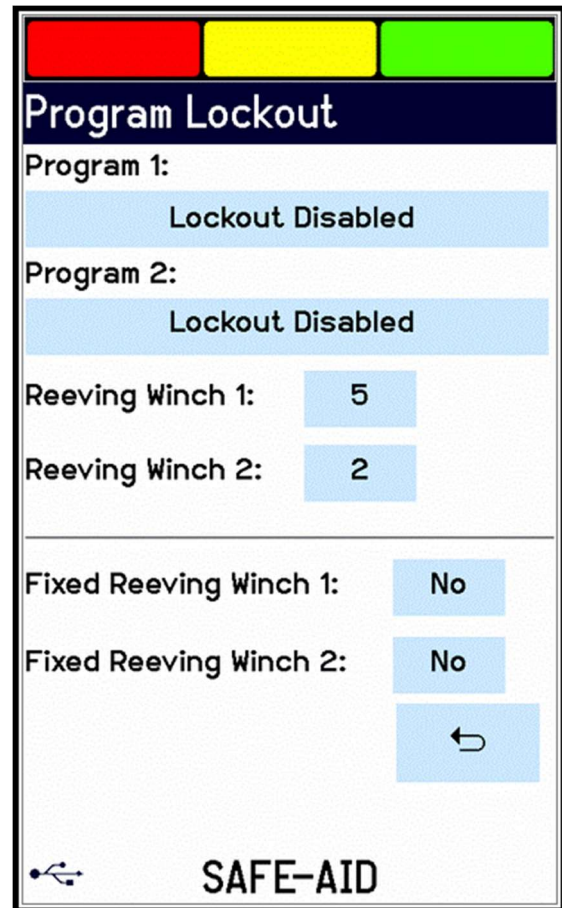 Program Lockout
Program 1:
Lockout Disabled
Program 2:
Lockout Disabled
Reeving Winch 1: 5
Reeving Winch 2: 2
Fixed Reeving Winch 1: No
Fixed Reeving Winch 2: No
SAFE-AID